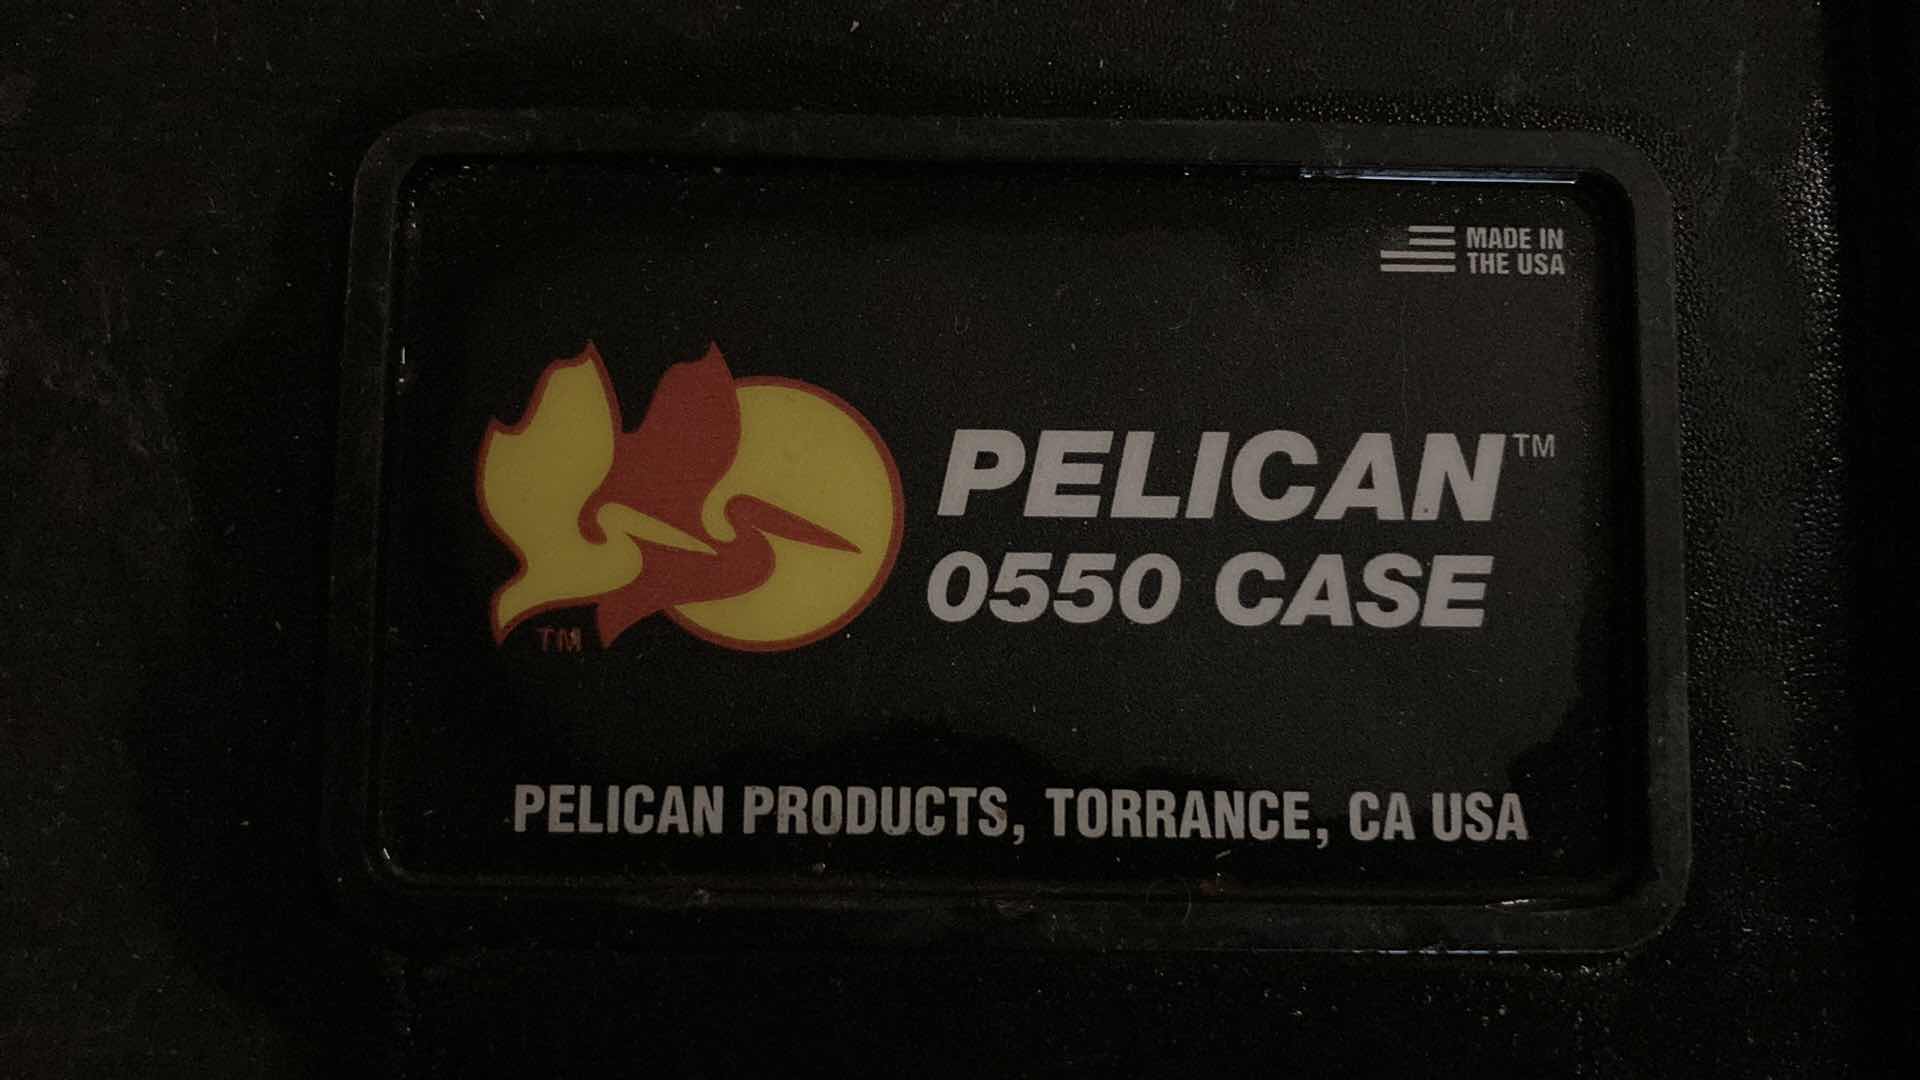 MADE IN
THE USA
PELICAN™
0550 CASE
TM
PELICAN PRODUCTS, TORRANCE, CA USA